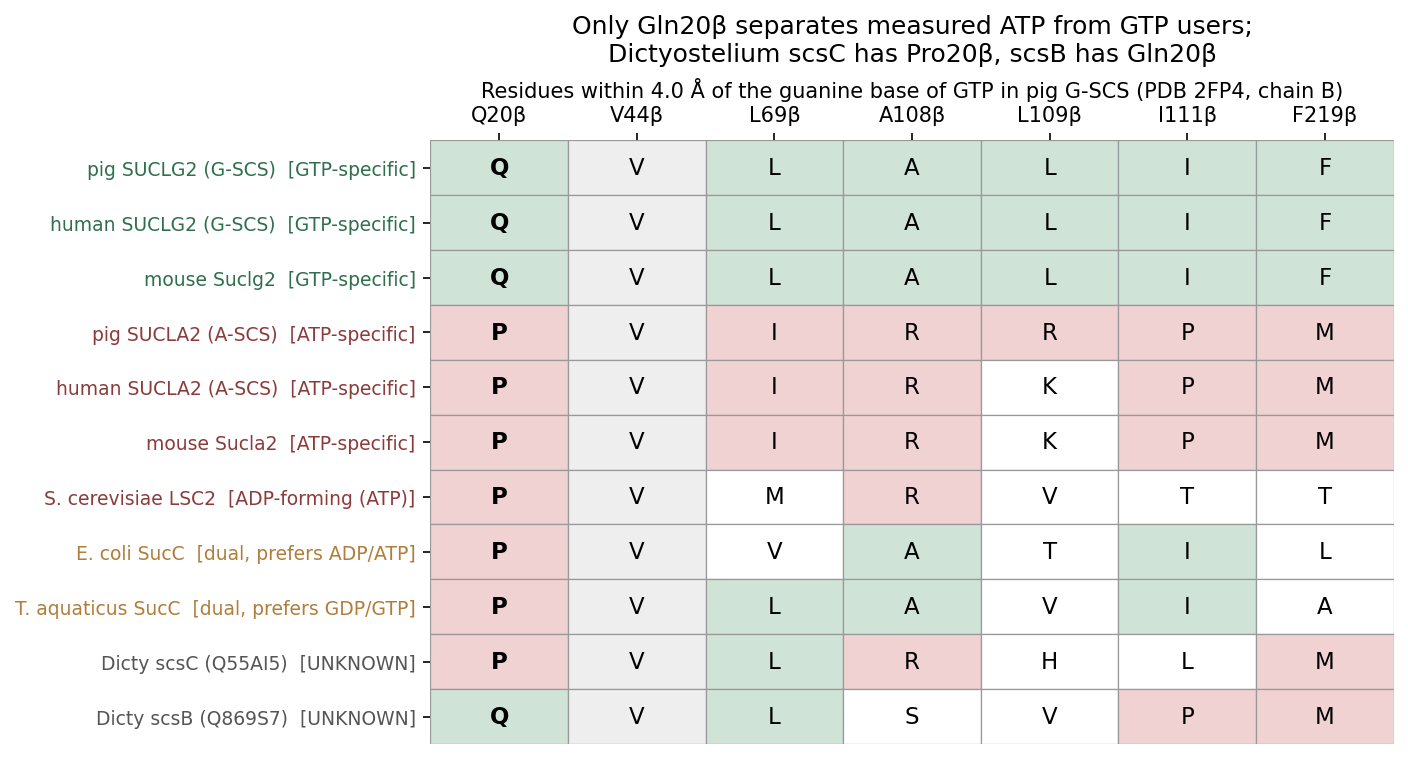 Only Gln20β separates measured ATP from GTP users;
Dictyostelium scsC has Pro20β, scsB has Gln20β
Residues within 4.0 Å of the guanine base of GTP in pig G-SCS (PDB 2FP4, chain B)
Q20β V44β L69β A108β L109β I111β F219β
pig SUCLG2 (G-SCS) [GTP-specific] Q V L A L I F
human SUCLG2 (G-SCS) [GTP-specific] Q V L A L I F
mouse Suclg2 [GTP-specific] Q V L A L I F
pig SUCLA2 (A-SCS) [ATP-specific] P V I R R P M
human SUCLA2 (A-SCS) [ATP-specific] P V I R K P M
mouse Sucla2 [ATP-specific] P V I R K P M
S. cerevisiae LSC2 [ADP-forming (ATP)] P V M R V T T
E. coli SucC [dual, prefers ADP/ATP] P V V A T I L
T. aquaticus SucC [dual, prefers GDP/GTP] P V L A V I A
Dicty scsC (Q55AI5) [UNKNOWN] P V L R H L M
Dicty scsB (Q869S7) [UNKNOWN] Q V L S V P M